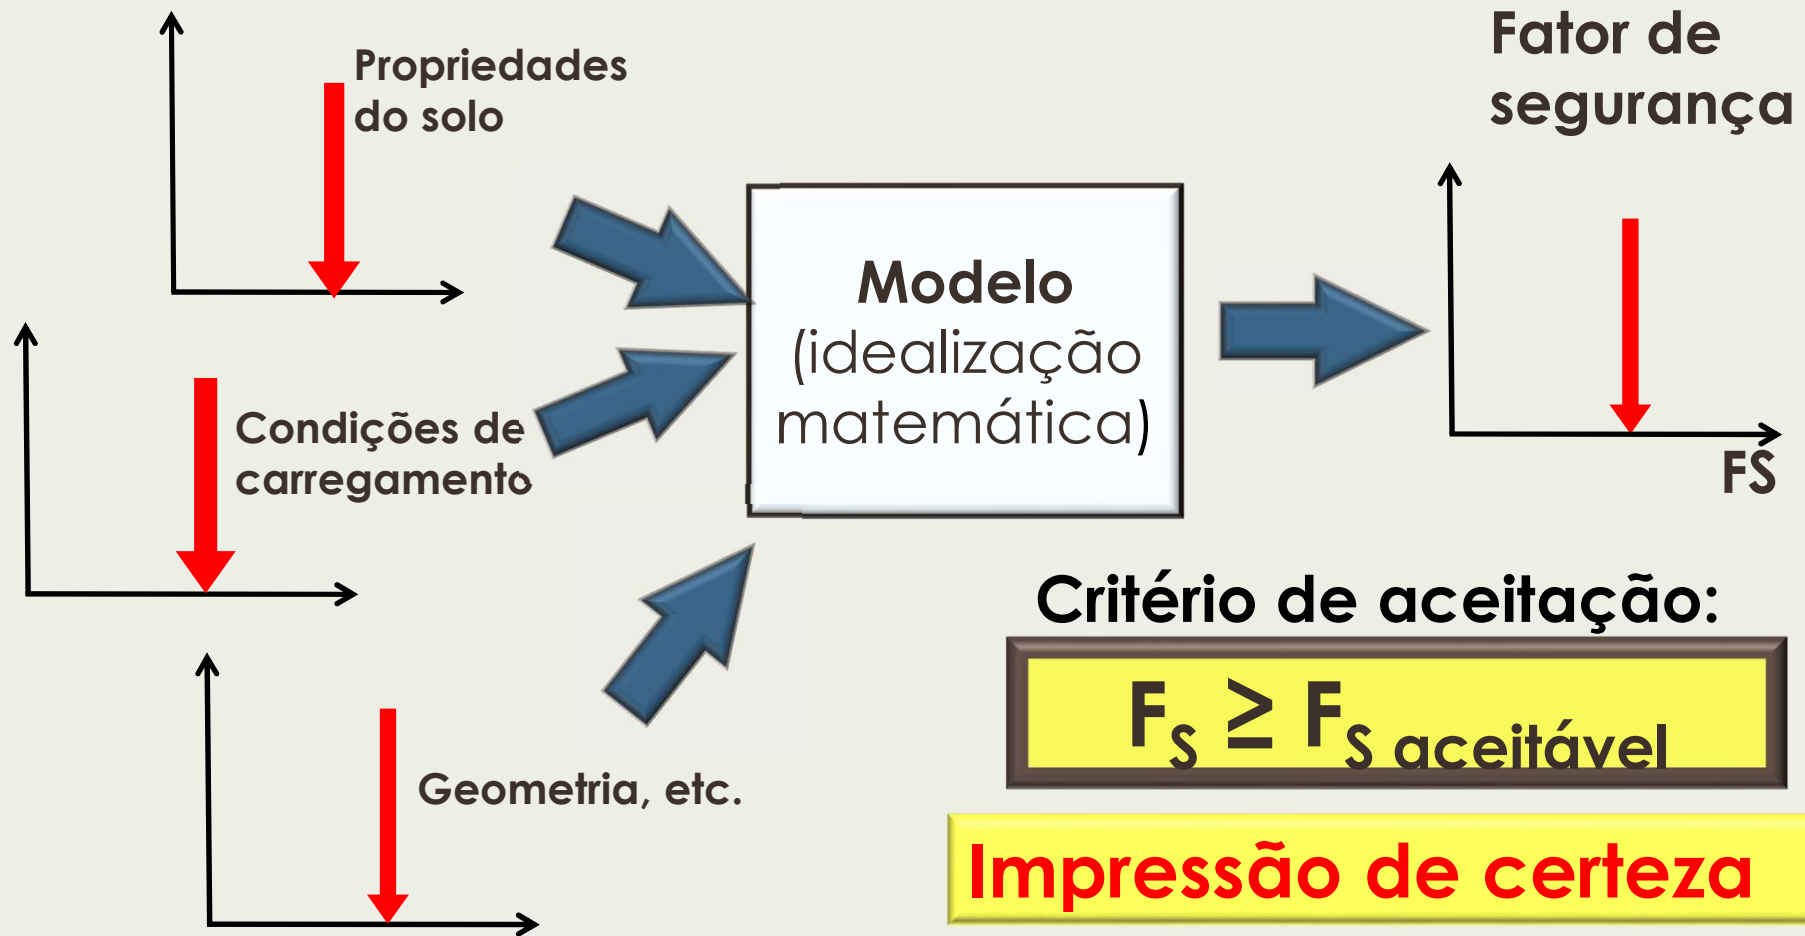 Propriedades
do solo
Condições de
carregamento
Geometria, etc.
Modelo
(idealização
matemática)
Fator de
segurança
FS
Critério de aceitação:
FS ≥ FS aceitável
Impressão de certeza